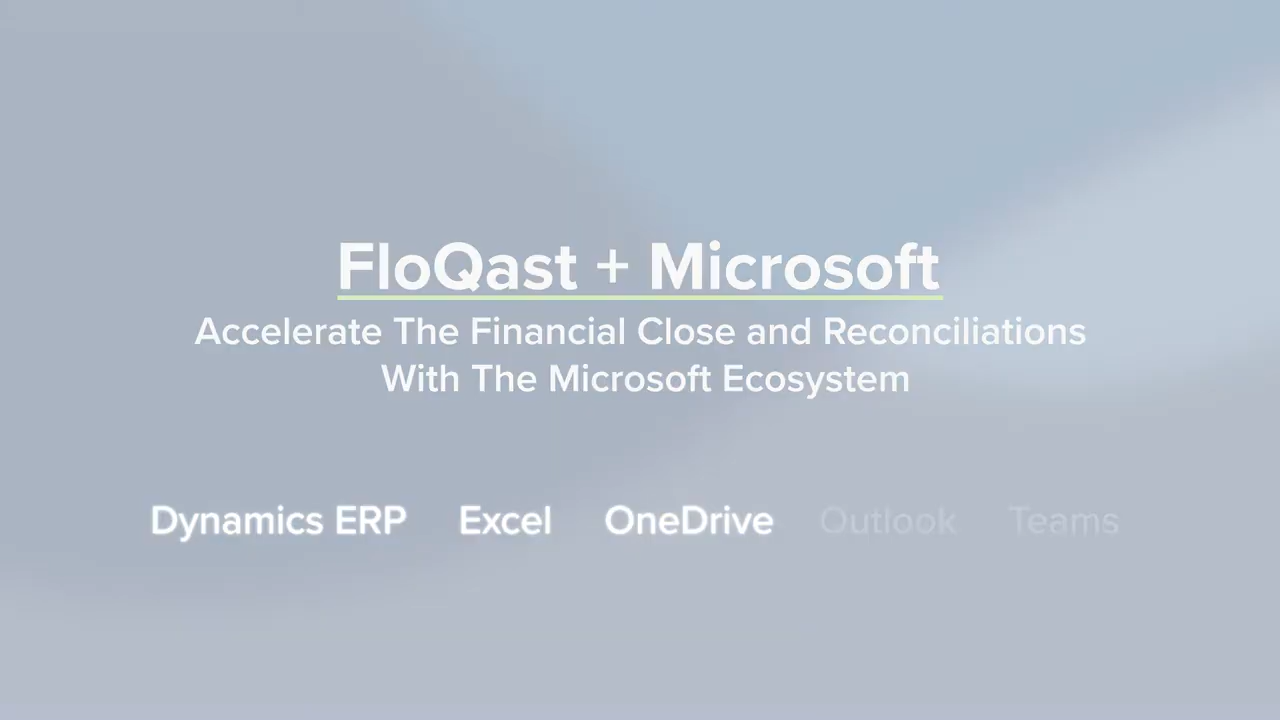 FloQast + Microsoft
Accelerate The Financial Close and Reconciliations
With The Microsoft Ecosystem
Dynamics ERP Excel OneDrive Outlook Teams